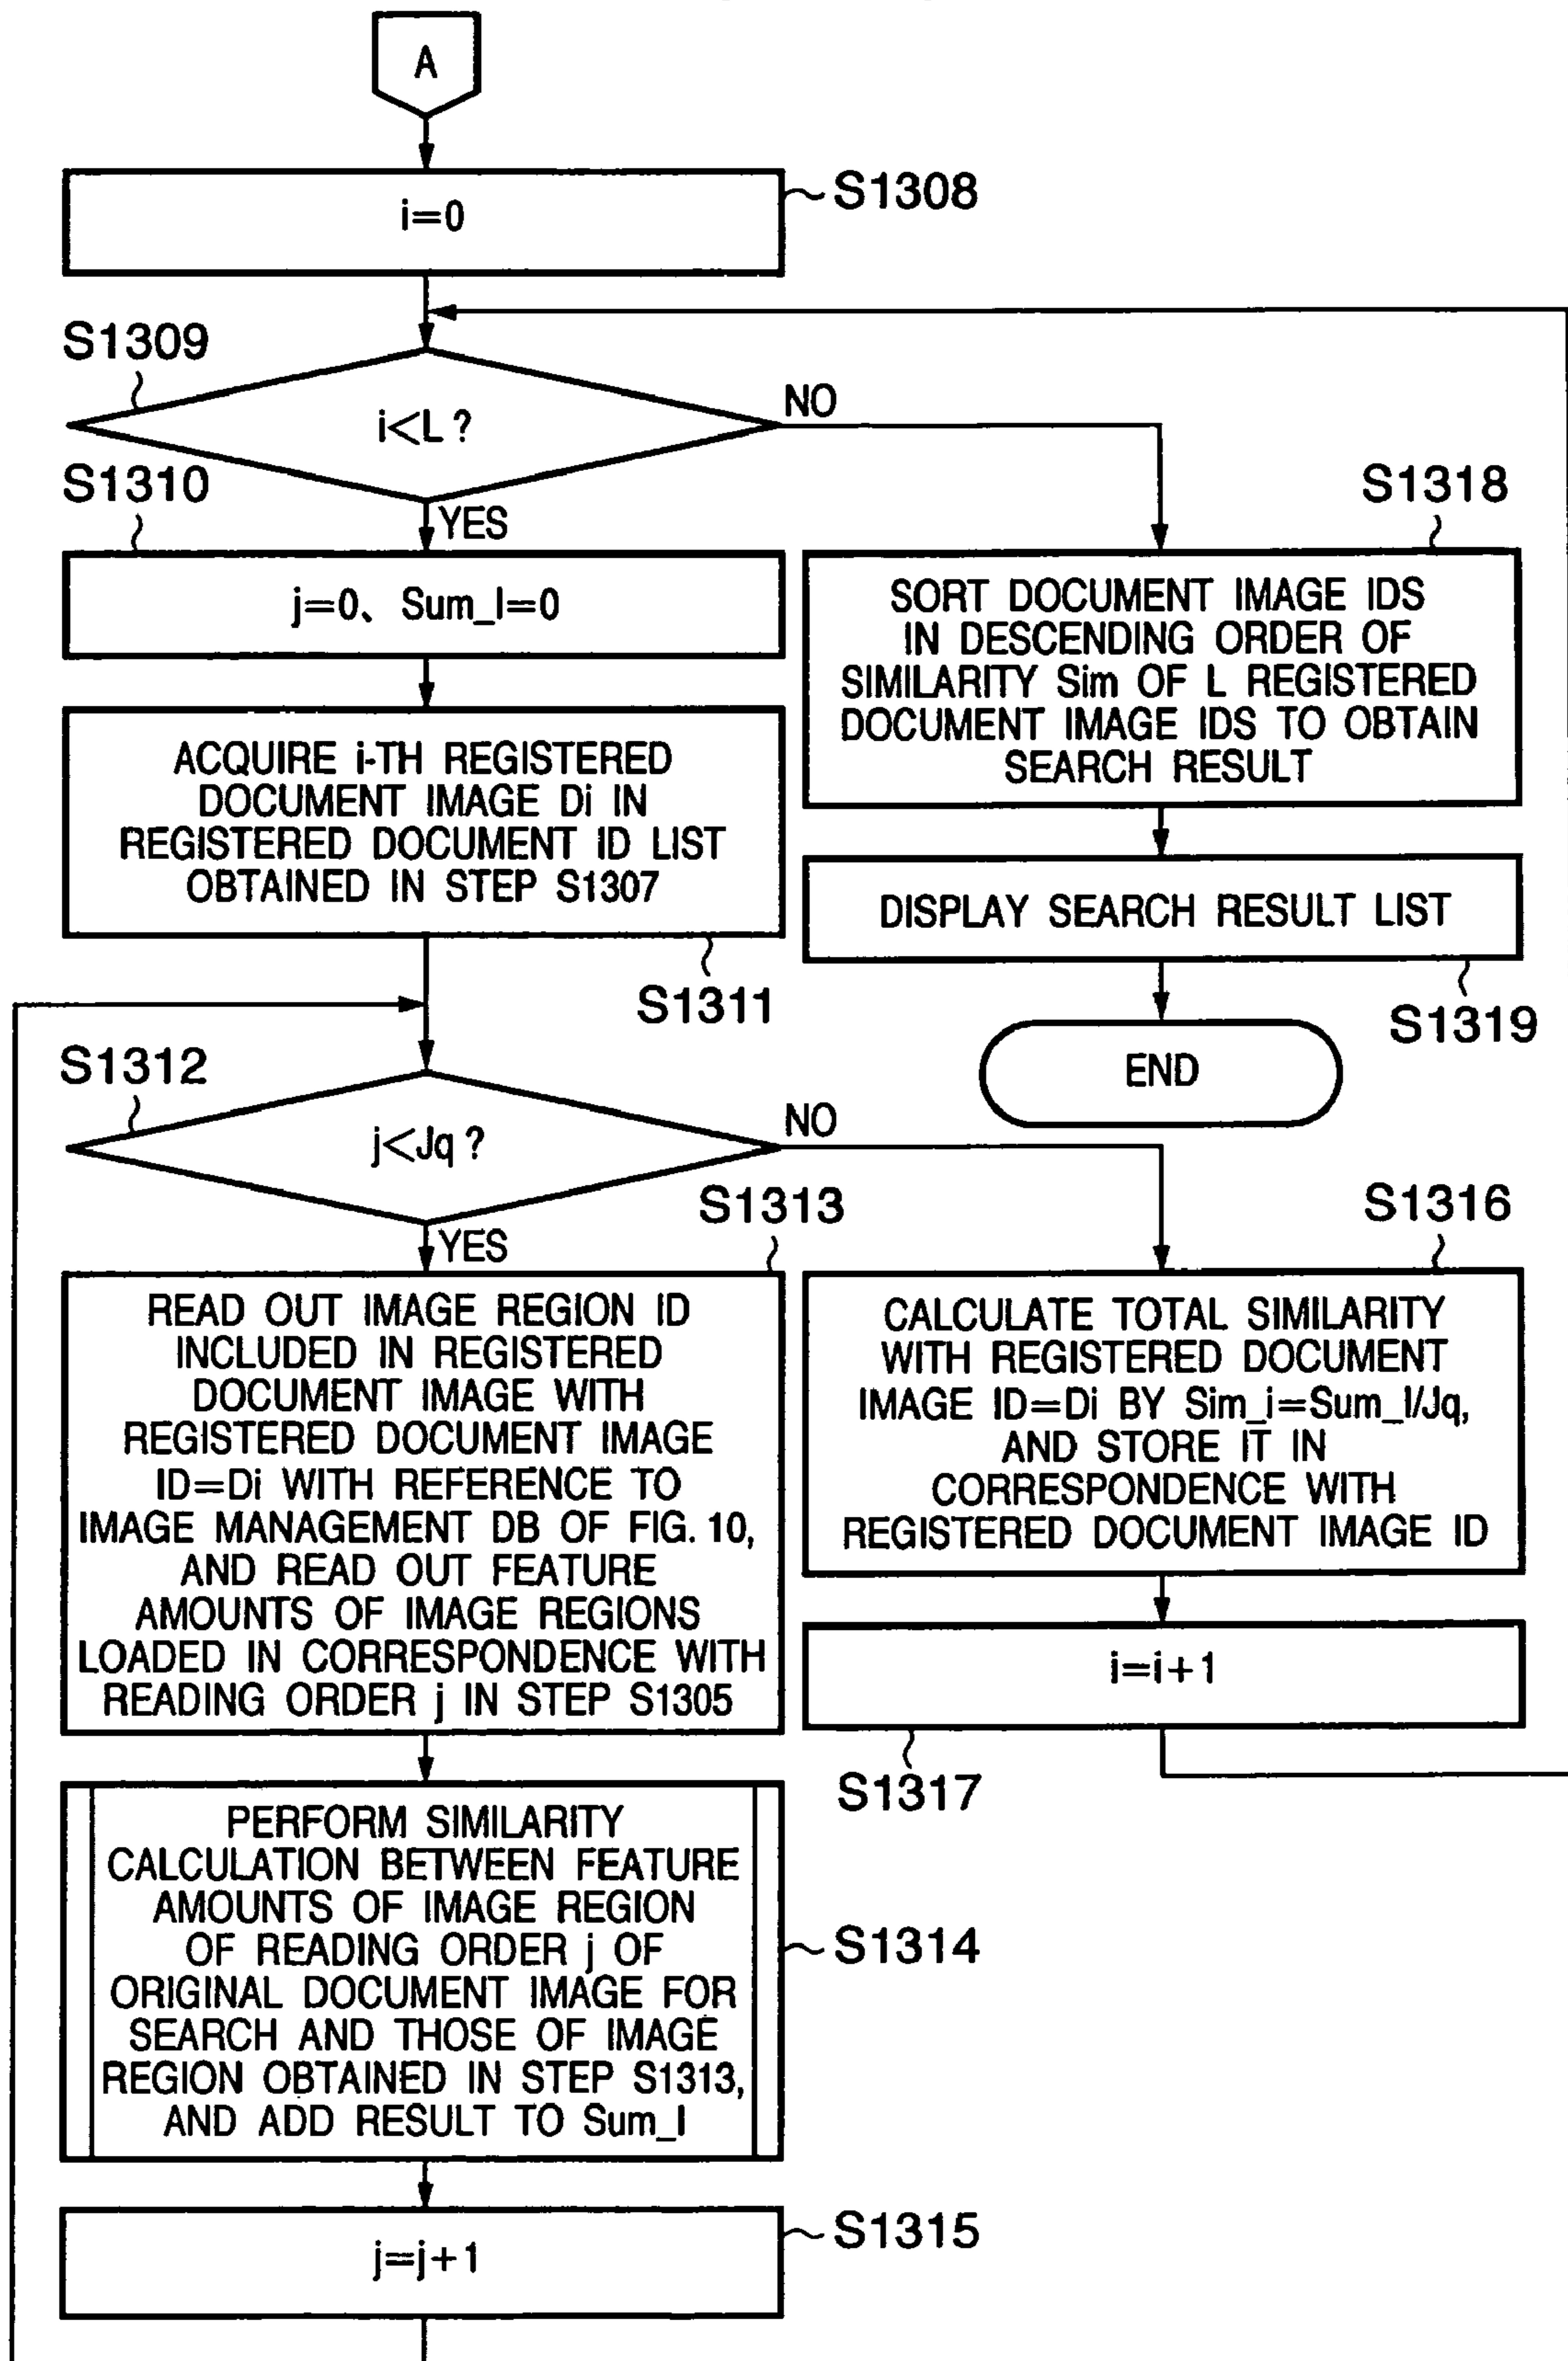 A
i=0
S1308
S1309
i<L?
NO
YES
S1310
j=0、Sum_I=0
ACQUIRE i-TH REGISTERED
DOCUMENT IMAGE Di IN
REGISTERED DOCUMENT ID LIST
OBTAINED IN STEP S1307
S1311
S1318
SORT DOCUMENT IMAGE IDS
IN DESCENDING ORDER OF
SIMILARITY Sim OF L REGISTERED
DOCUMENT IMAGE IDS TO OBTAIN
SEARCH RESULT
DISPLAY SEARCH RESULT LIST
S1319
END
S1312
j<Jq?
NO
YES
S1313
READ OUT IMAGE REGION ID
INCLUDED IN REGISTERED
DOCUMENT IMAGE WITH
REGISTERED DOCUMENT IMAGE
ID=Di WITH REFERENCE TO
IMAGE MANAGEMENT DB OF FIG. 10,
AND READ OUT FEATURE
AMOUNTS OF IMAGE REGIONS
LOADED IN CORRESPONDENCE WITH
READING ORDER j IN STEP S1305
S1316
CALCULATE TOTAL SIMILARITY
WITH REGISTERED DOCUMENT
IMAGE ID=Di BY Sim_i=Sum_I/Jq,
AND STORE IT IN
CORRESPONDENCE WITH
REGISTERED DOCUMENT IMAGE ID
i=i+1
S1317
PERFORM SIMILARITY
CALCULATION BETWEEN FEATURE
AMOUNTS OF IMAGE REGION
OF READING ORDER j OF
ORIGINAL DOCUMENT IMAGE FOR
SEARCH AND THOSE OF IMAGE
REGION OBTAINED IN STEP S1313,
AND ADD RESULT TO Sum_I
S1314
j=j+1
S1315